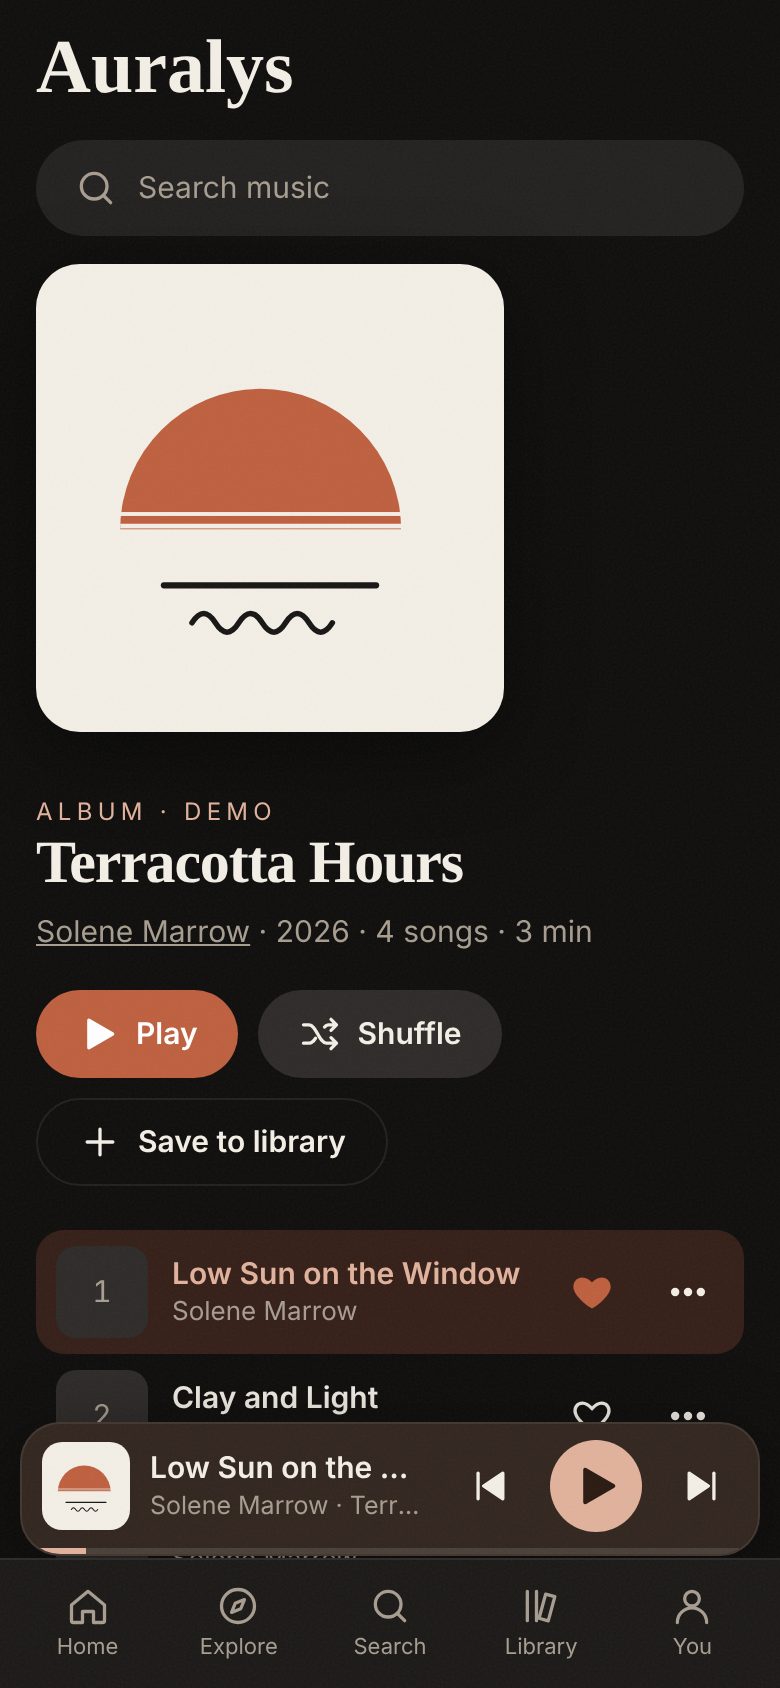 Auralys
Search music
ALBUM · DEMO
Terracotta Hours
Solene Marrow · 2026 · 4 songs · 3 min
Play
Shuffle
Save to library
1
Low Sun on the Window
Solene Marrow
2
Clay and Light
Low Sun on the ...
Solene Marrow · Terr...
Home
Explore
Search
Library
You